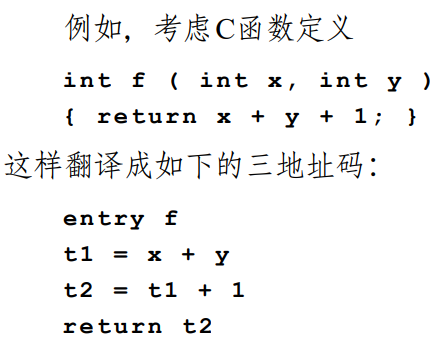 例如，考虑C函数定义
int f ( int x, int y )
{ return x + y + 1; }
这样翻译成如下的三地址码：
entry f
t1 = x + y
t2 = t1 + 1
return t2